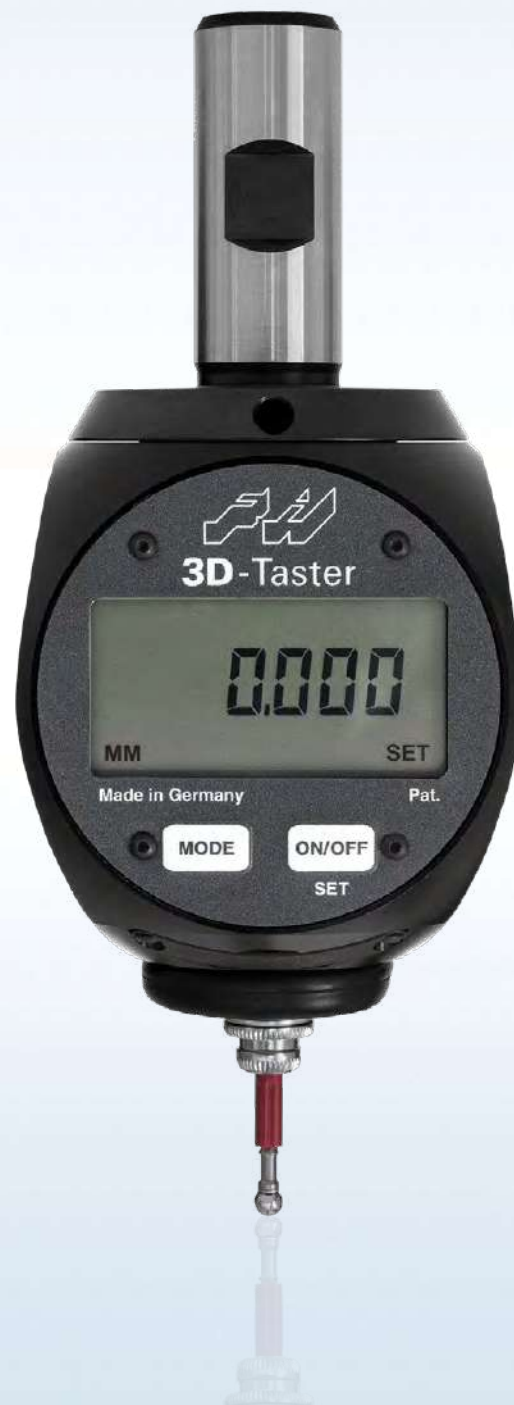 3D-Taster
0.000
MM SET
Made in Germany Pat.
MODE ON/OFF
SET